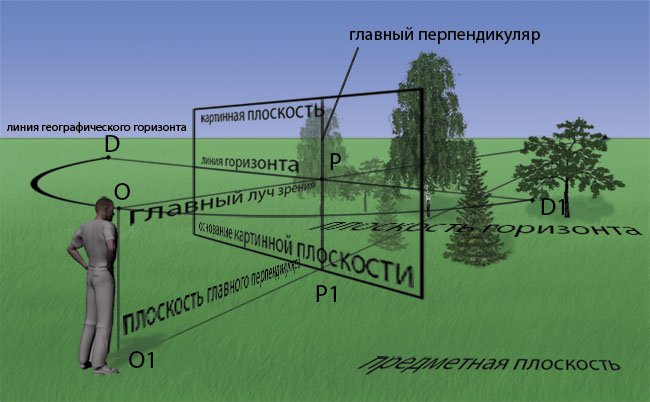 главный перпендикуляр
картинная плоскость
линия географического горизонта
D
линия горизонта
P
O
главный луч зрения
D1
плоскость горизонта
основание картинной плоскости
плоскость главного перпендикуляра
P1
O1
предметная плоскость